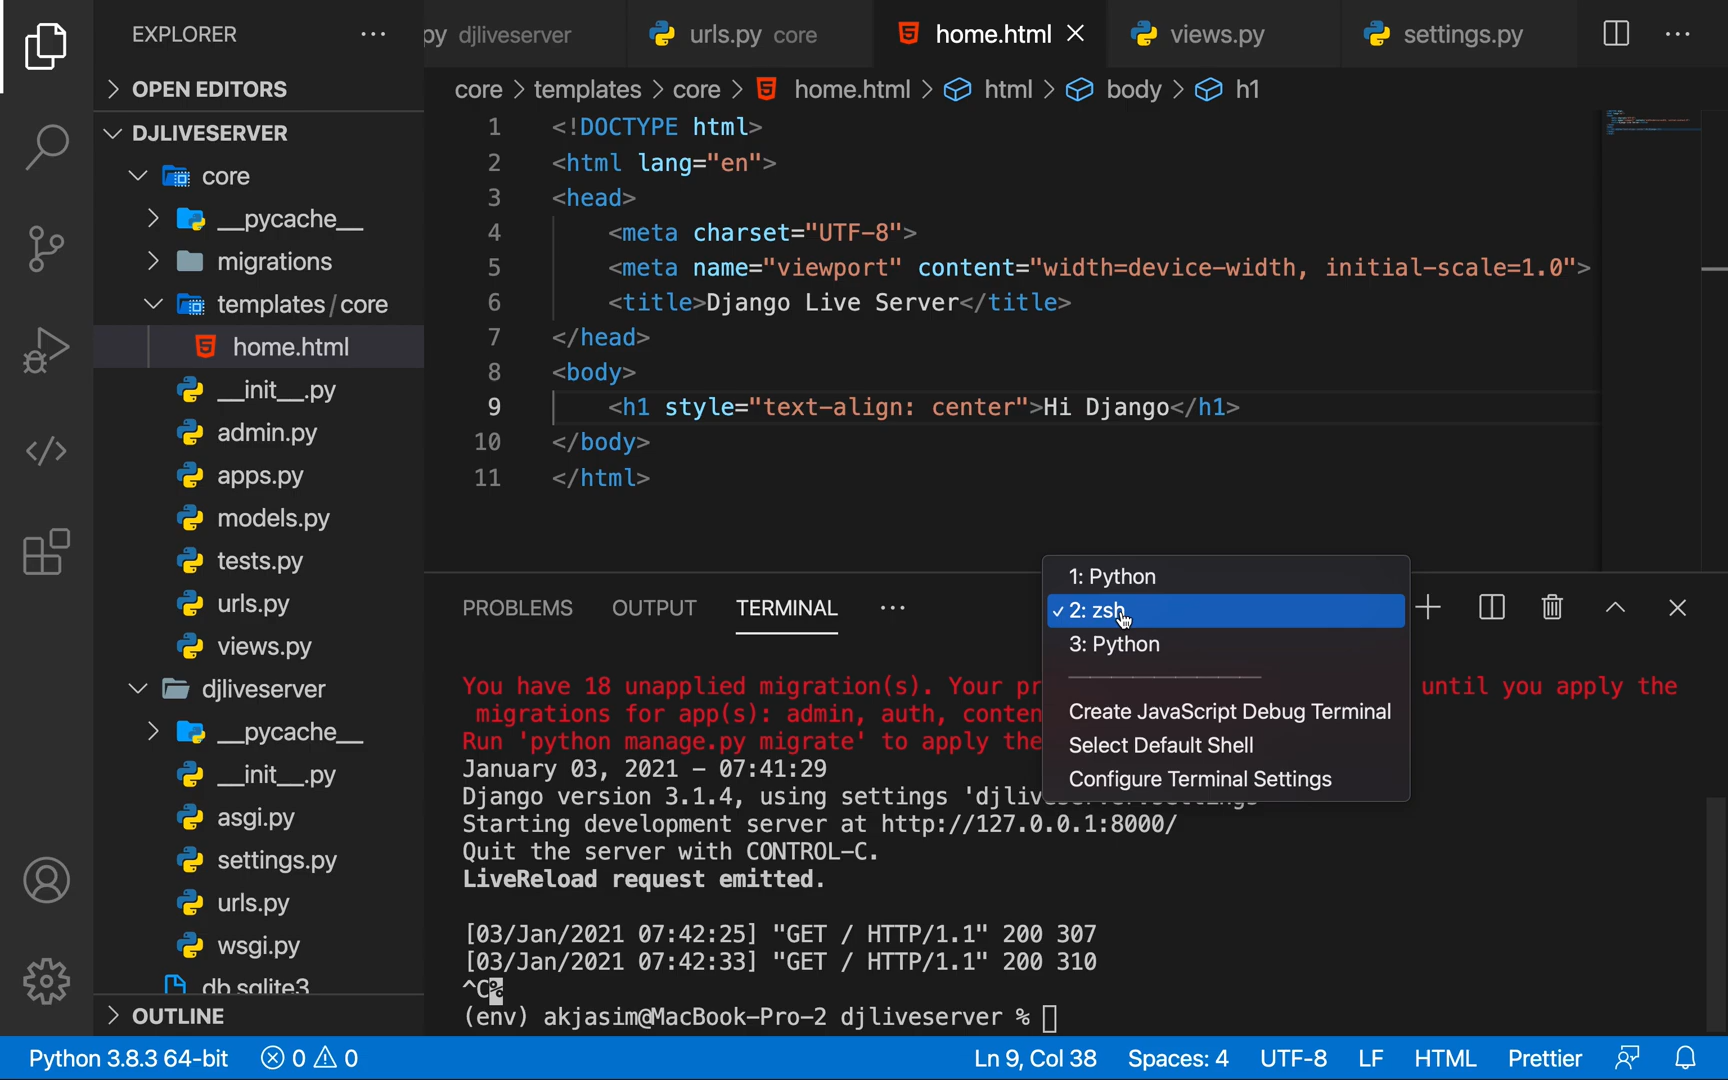 EXPLORER
OPEN EDITORS
DJLIVESERVER
core
__pycache__
migrations
templates/core
home.html
__init__.py
admin.py
apps.py
models.py
tests.py
urls.py
views.py
djliveserver
__pycache__
__init__.py
asgi.py
settings.py
urls.py
wsgi.py
db.sqlite3
OUTLINE
py djliveserver
urls.py core
home.html
views.py
settings.py
core > templates > core > home.html > html > body > h1
1 <!DOCTYPE html>
2 <html lang="en">
3 <head>
4 <meta charset="UTF-8">
5 <meta name="viewport" content="width=device-width, initial-scale=1.0">
6 <title>Django Live Server</title>
7 </head>
8 <body>
9 <h1 style="text-align: center">Hi Django</h1>
10 </body>
11 </html>
PROBLEMS OUTPUT TERMINAL
1: Python
✓ 2: zsh
3: Python
Create JavaScript Debug Terminal
Select Default Shell
Configure Terminal Settings
You have 18 unapplied migration(s). Your until you apply the
migrations for app(s): admin, auth,
Run 'python manage.py migrate' to apply
January 03, 2021 - 07:41:29
Django version 3.1.4, using settings
Starting development server at http://127.0.0.1:8000/
Quit the server with CONTROL-C.
LiveReload request emitted.
[03/Jan/2021 07:42:25] "GET / HTTP/1.1" 200 307
[03/Jan/2021 07:42:33] "GET / HTTP/1.1" 200 310
^C%
(env) akjasim@MacBook-Pro-2 djliveserver %
Python 3.8.3 64-bit 0 0 Ln 9, Col 38 Spaces: 4 UTF-8 LF HTML Prettier